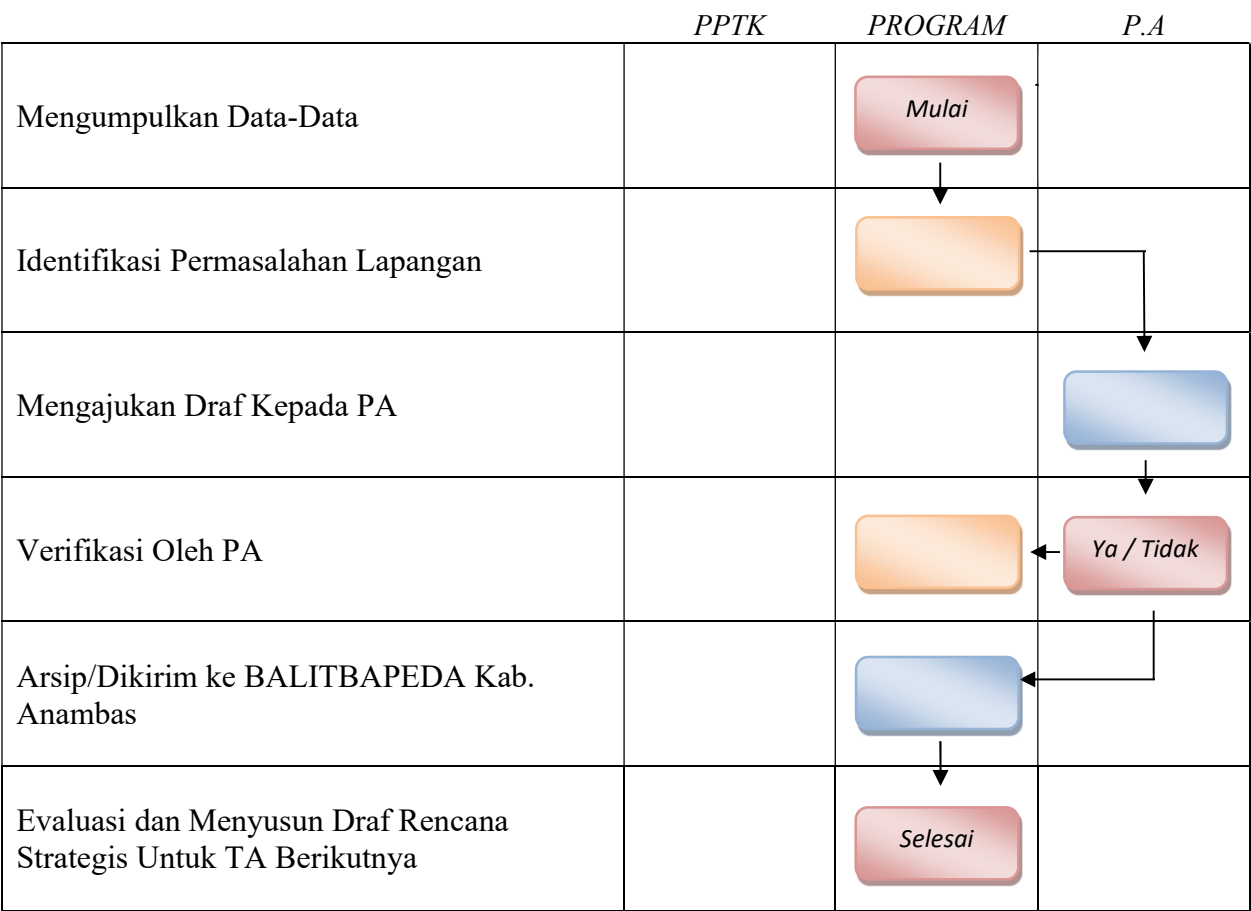 PPTK PROGRAM P.A
Mengumpulkan Data-Data
Mulai
Identifikasi Permasalahan Lapangan
Mengajukan Draf Kepada PA
Verifikasi Oleh PA
Ya / Tidak
Arsip/Dikirim ke BALITBAPEDA Kab.
Anambas
Evaluasi dan Menyusun Draf Rencana
Strategis Untuk TA Berikutnya
Selesai